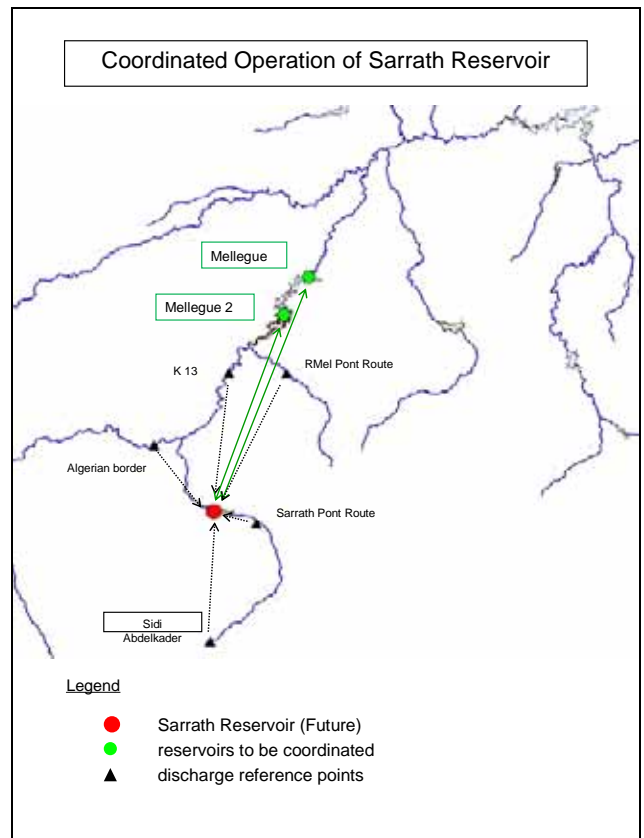 Coordinated Operation of Sarrath Reservoir
Mellegue
Mellegue 2
K 13
RMel Pont Route
Algerian border
Sarrath Pont Route
Sidi
Abdelkader
Legend
Sarrath Reservoir (Future)
reservoirs to be coordinated
discharge reference points